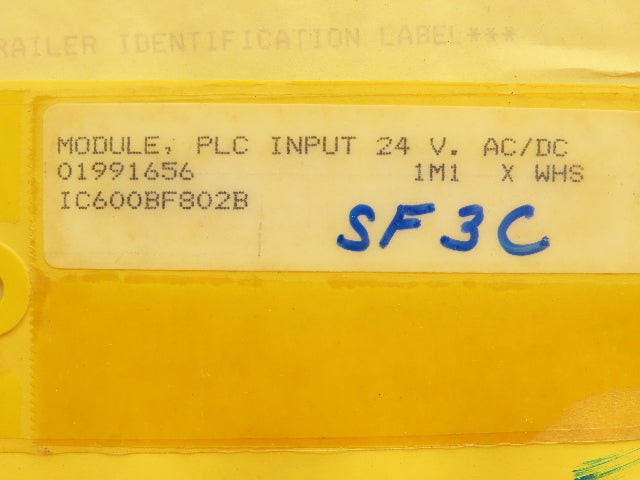 RAILER IDENTIFICATION LABEL***
MODULE, PLC INPUT 24 V. AC/DC
01991656 1M1 X WHS
IC600BF802B
SF3C